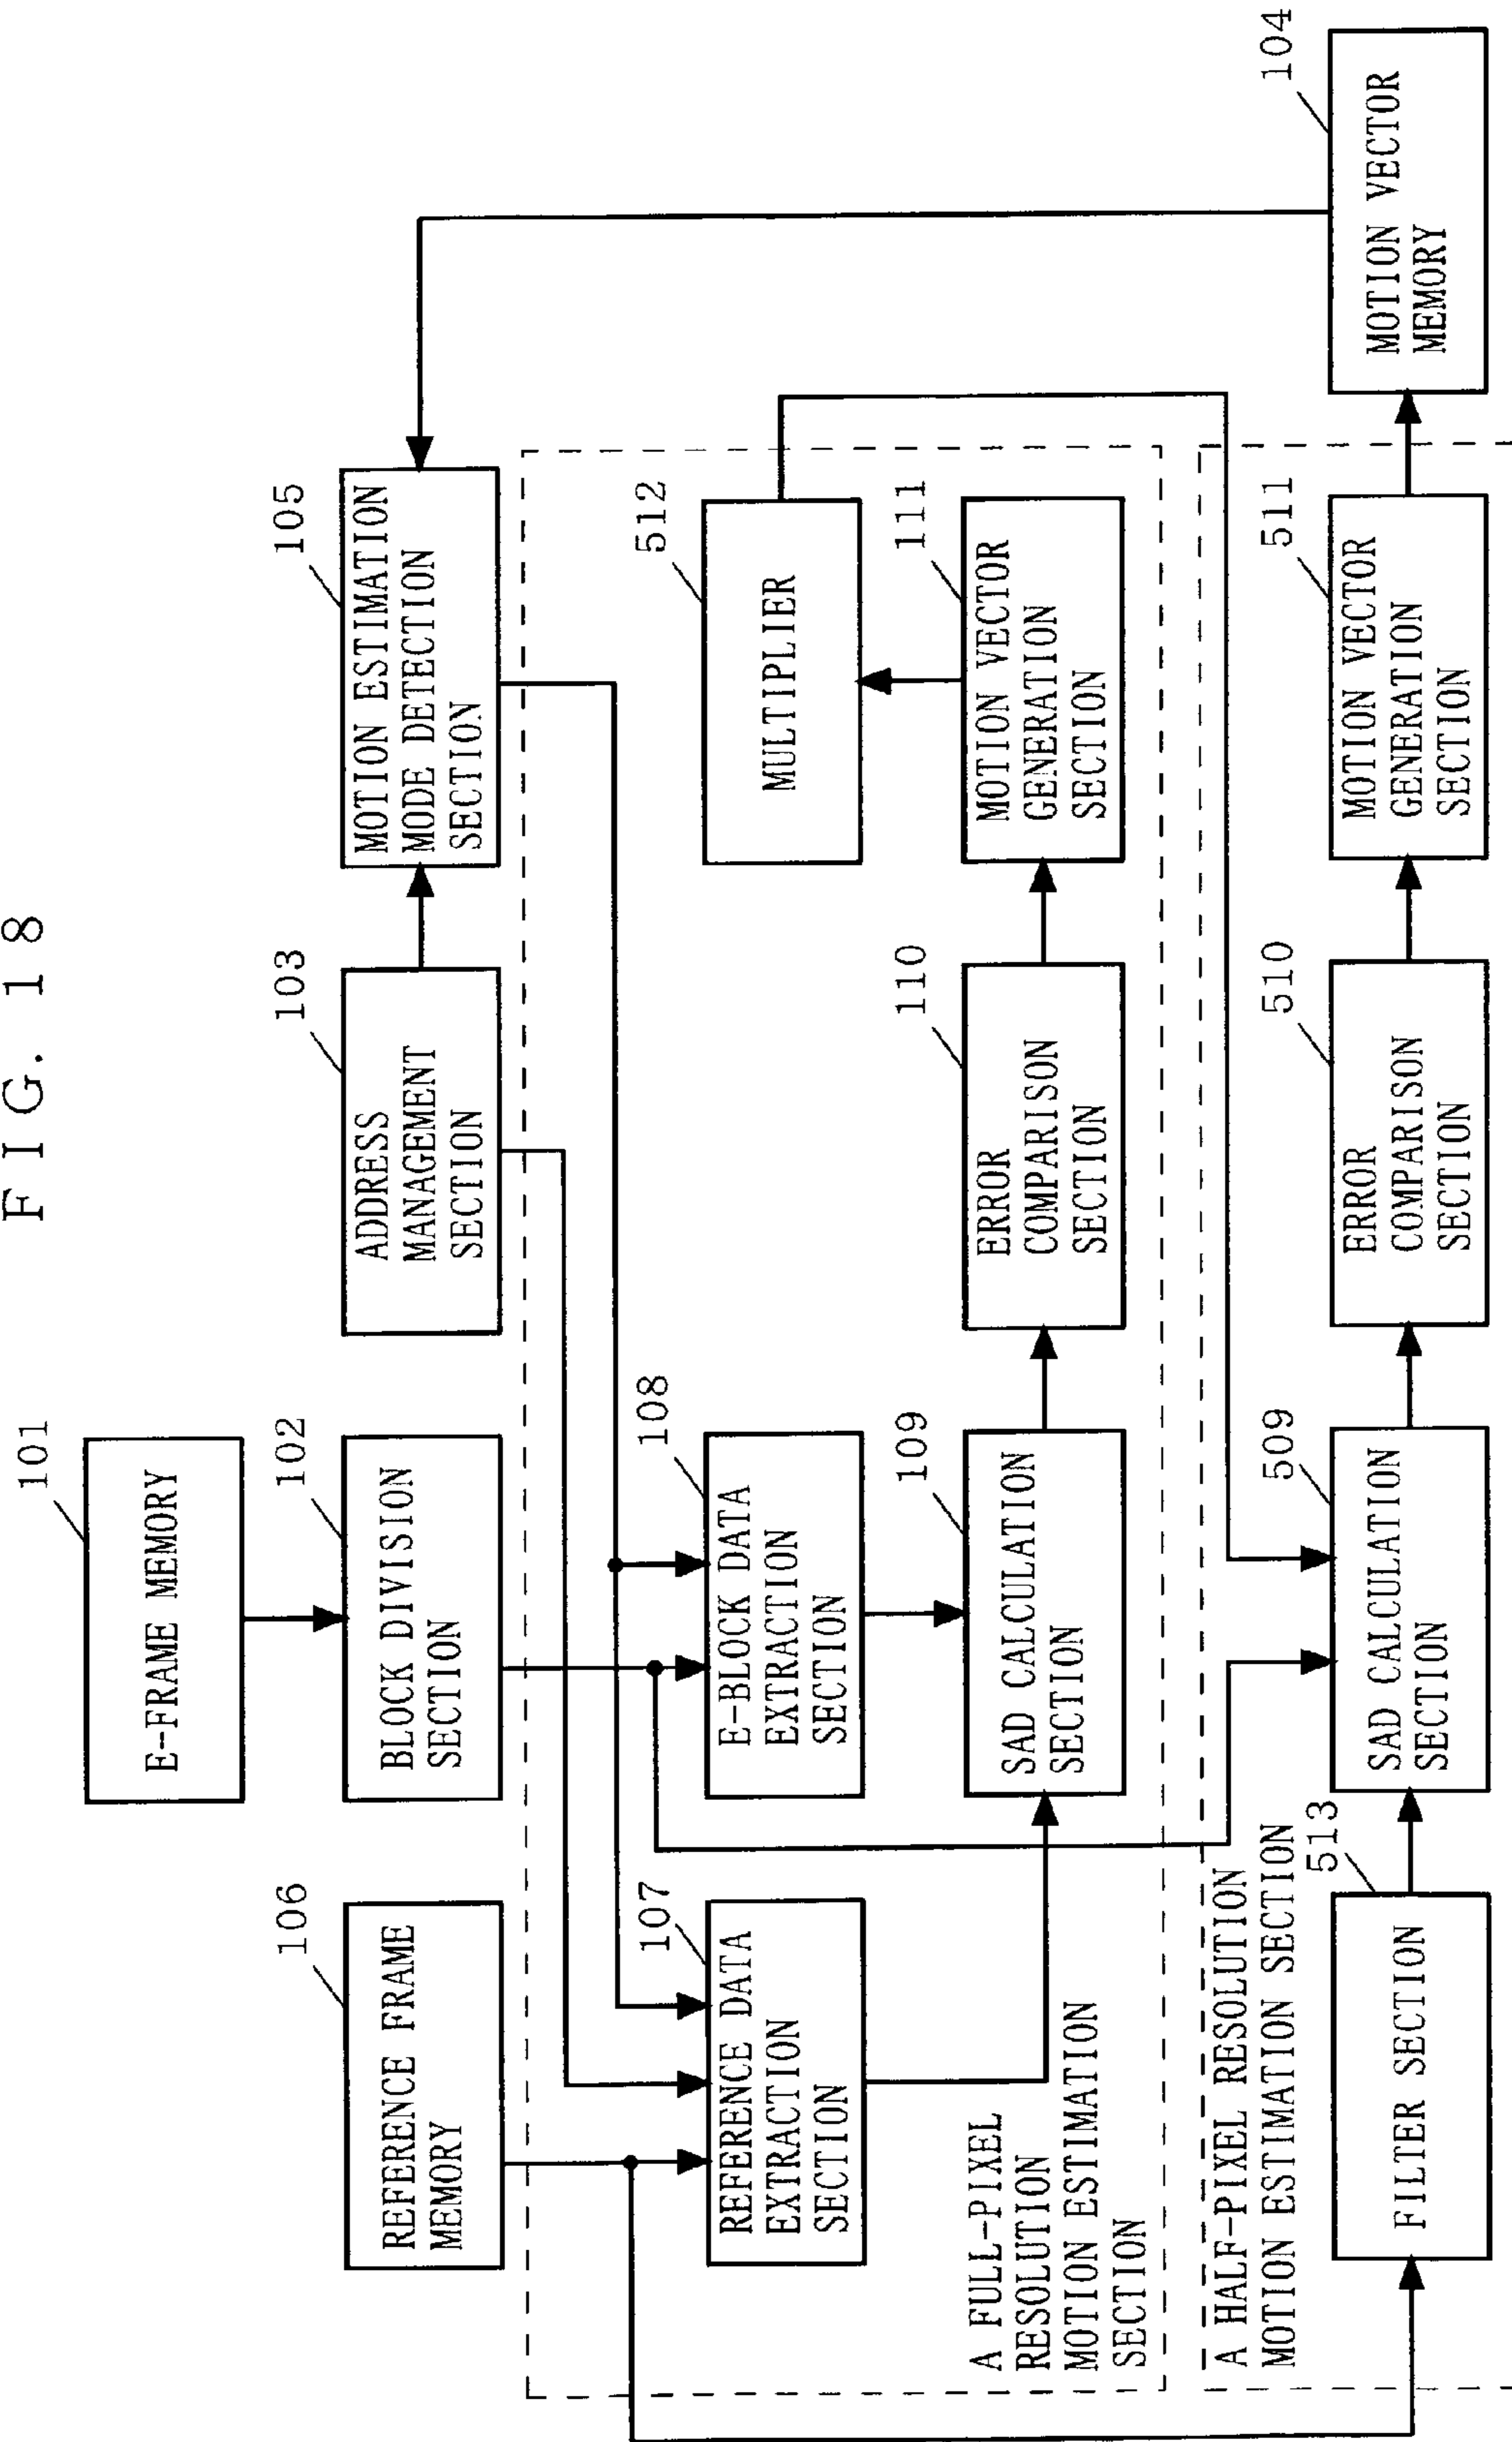 FIG. 18
101
E-FRAME MEMORY
106
REFERENCE FRAME
MEMORY
102
BLOCK DIVISION
SECTION
103
ADDRESS
MANAGEMENT
SECTION
105
MOTION ESTIMATION
MODE DETECTION
SECTION
107
REFERENCE DATA
EXTRACTION
SECTION
108
E-BLOCK DATA
EXTRACTION
SECTION
512
MULTIPLIER
109
SAD CALCULATION
SECTION
110
ERROR
COMPARISON
SECTION
111
MOTION VECTOR
GENERATION
SECTION
A FULL-PIXEL
RESOLUTION
MOTION ESTIMATION
SECTION
A HALF-PIXEL RESOLUTION
MOTION ESTIMATION SECTION
513
FILTER SECTION
509
SAD CALCULATION
SECTION
510
ERROR
COMPARISON
SECTION
511
MOTION VECTOR
GENERATION
SECTION
104
MOTION VECTOR
MEMORY